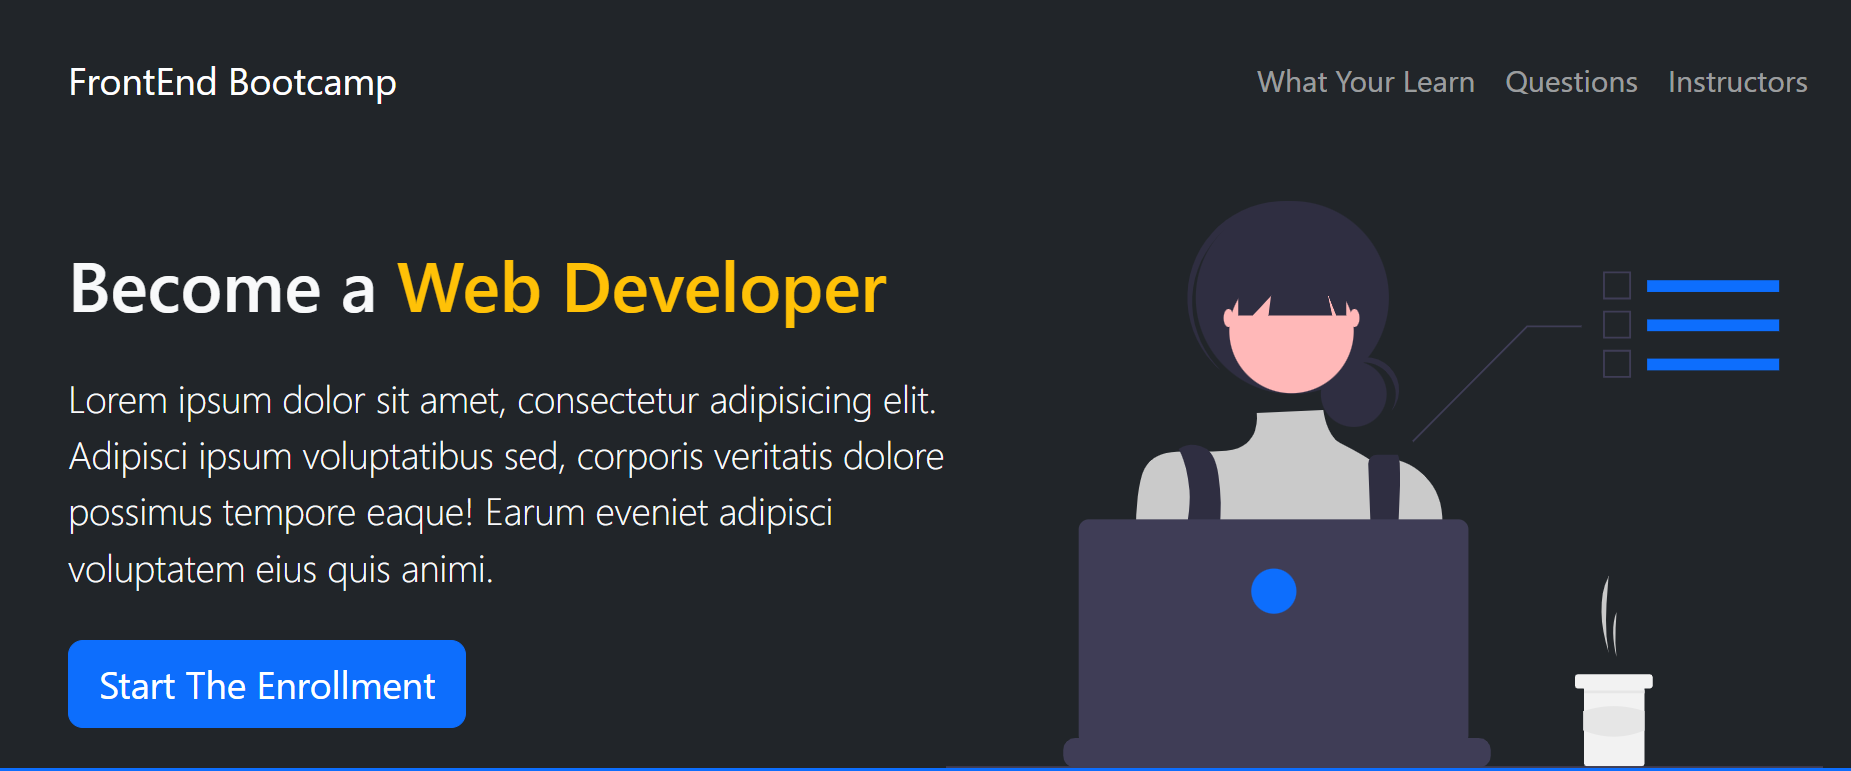 FrontEnd Bootcamp
What Your Learn Questions Instructors
Become a Web Developer
Lorem ipsum dolor sit amet, consectetur adipisicing elit.
Adipisci ipsum voluptatibus sed, corporis veritatis dolore
possimus tempore eaque! Earum eveniet adipisci
voluptatem eius quis animi.
Start The Enrollment